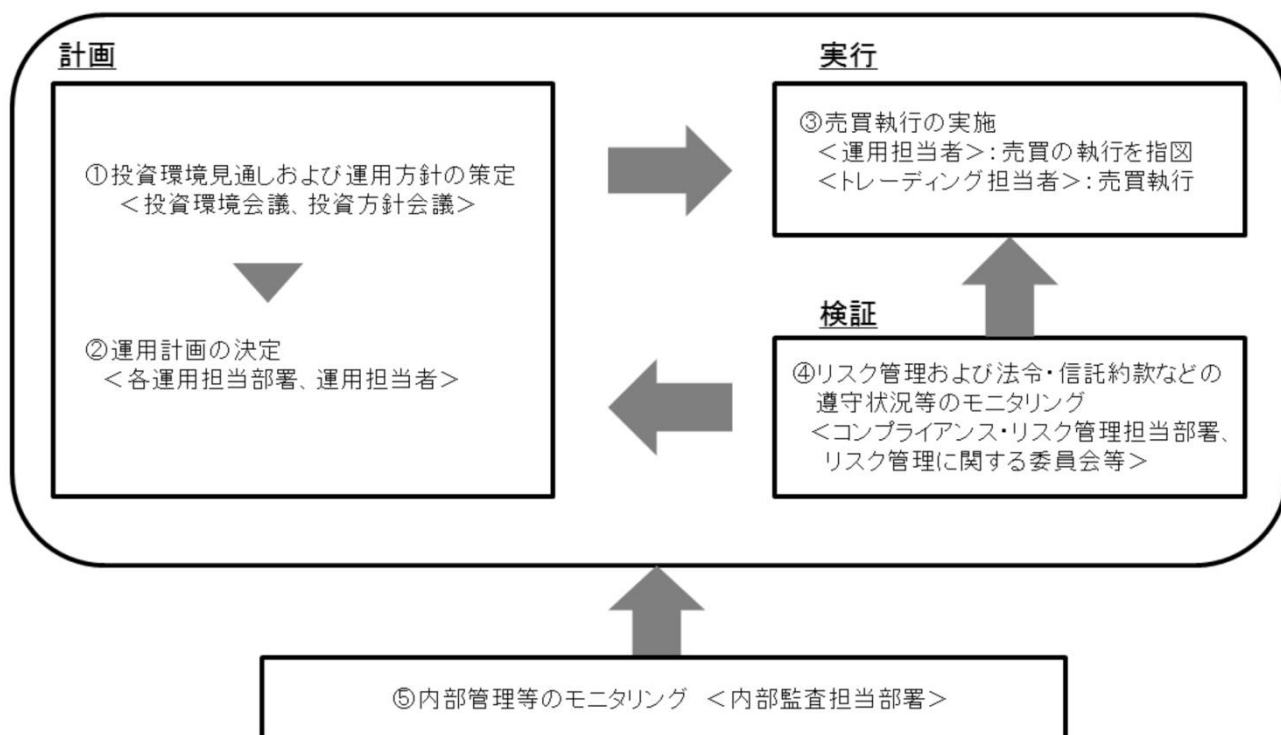 計画
①投資環境見通しおよび運用方針の策定
＜投資環境会議、投資方針会議＞
②運用計画の決定
＜各運用担当部署、運用担当者＞
実行
③売買執行の実施
＜運用担当者＞：売買の執行を指図
＜トレーディング担当者＞：売買執行
検証
④リスク管理および法令・信託約款などの
遵守状況等のモニタリング
＜コンプライアンス・リスク管理担当部署、
リスク管理に関する委員会等＞
⑤内部管理等のモニタリング ＜内部監査担当部署＞